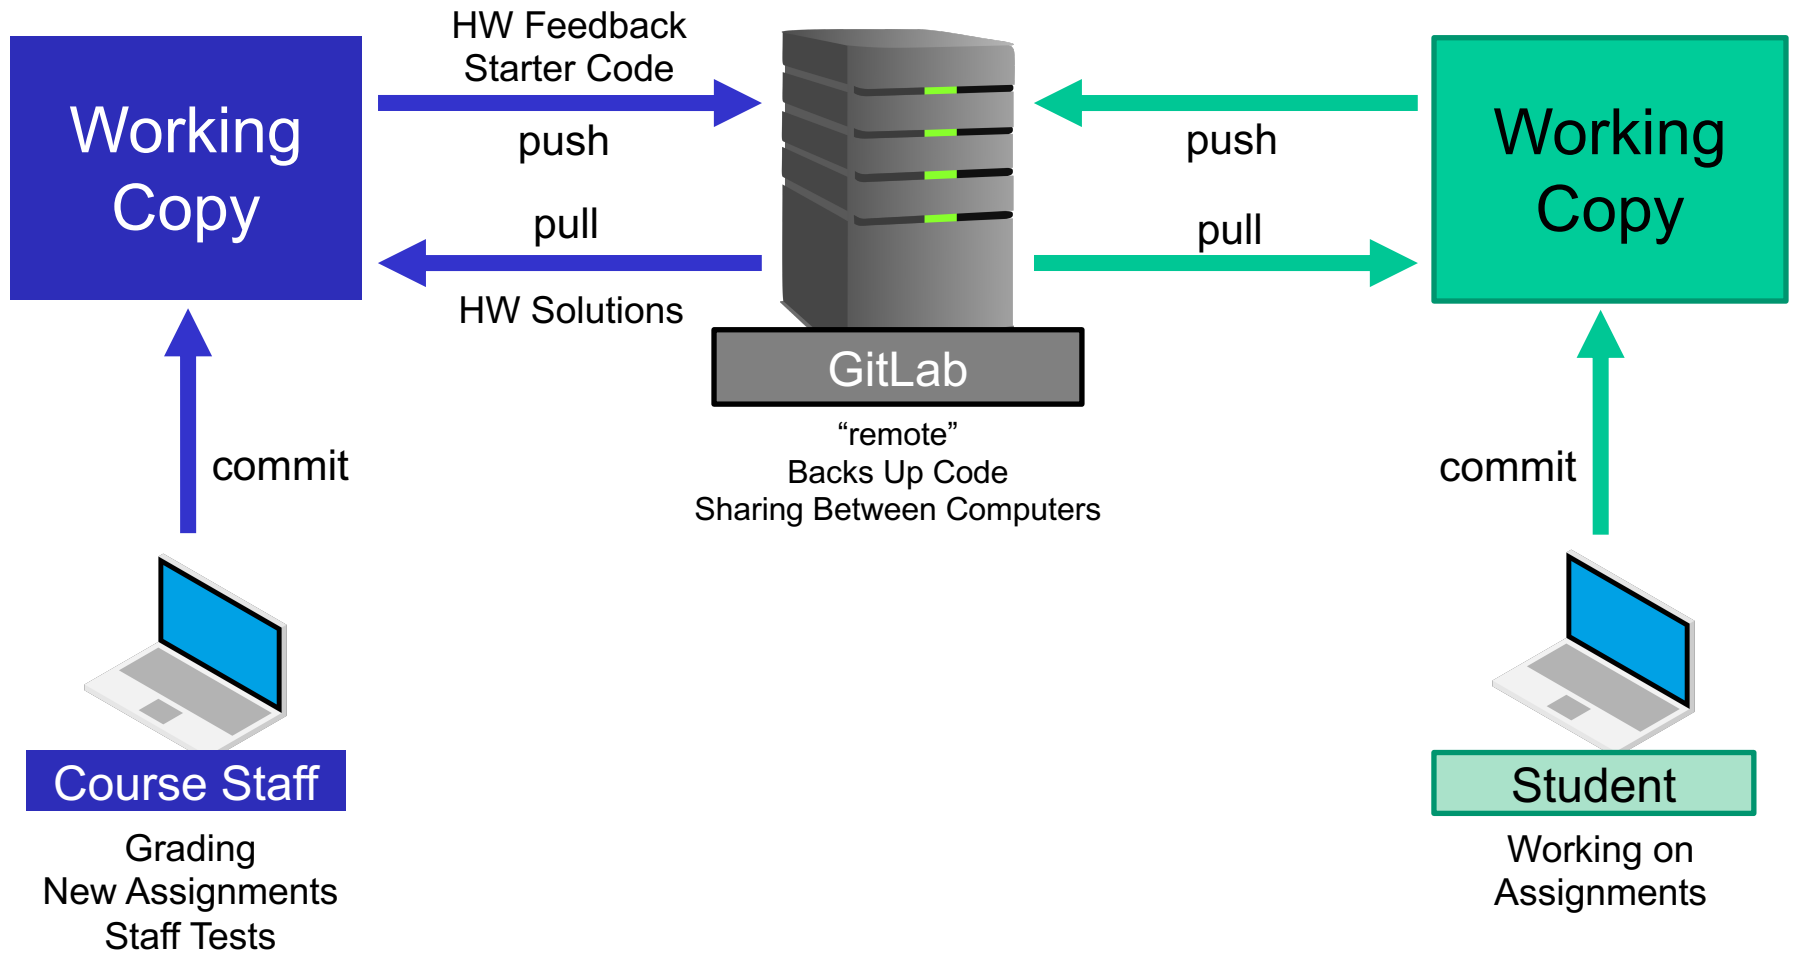 HW Feedback
Starter Code
push
pull
HW Solutions
Working
Copy
commit
Course Staff
Grading
New Assignments
Staff Tests
GitLab
“remote”
Backs Up Code
Sharing Between Computers
push
pull
Working
Copy
commit
Student
Working on
Assignments